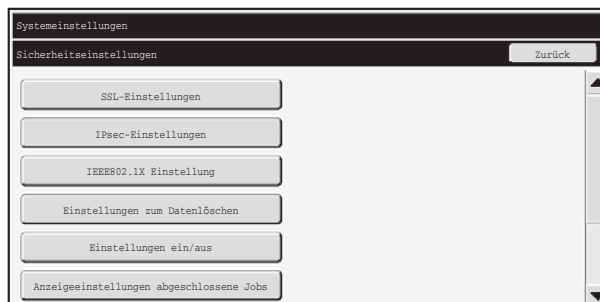 Systemeinstellungen
Sicherheitseinstellungen
Zurück
SSL-Einstellungen
IPsec-Einstellungen
IEEE802.1X Einstellung
Einstellungen zum Datenlöschen
Einstellungen ein/aus
Anzeigeeinstellungen abgeschlossene Jobs